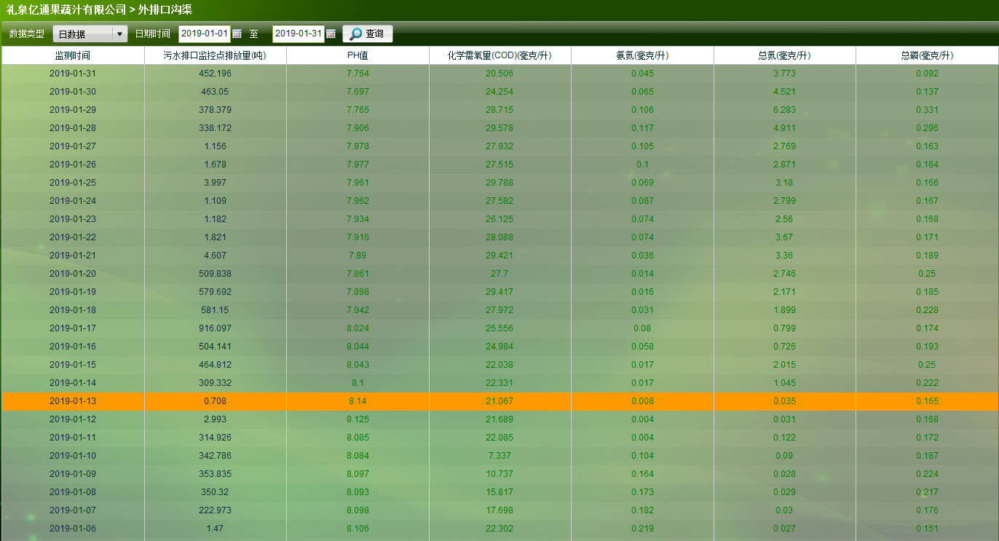 礼泉亿通果蔬汁有限公司 > 外排口沟渠
数据类型 日数据 日期时间 2019-01-01 至 2019-01-31 查询
监测时间 污水排口监控点排放量(吨) PH值 化学需氧量(COD)(毫克/升) 氨氮(毫克/升) 总氮(毫克/升) 总磷(毫克/升)
2019-01-31 452.196 7.764 20.506 0.045 3.773 0.092
2019-01-30 463.05 7.697 24.254 0.065 4.521 0.137
2019-01-29 378.379 7.765 28.715 0.106 6.283 0.331
2019-01-28 338.172 7.906 29.578 0.117 4.911 0.296
2019-01-27 1.156 7.978 27.932 0.105 2.769 0.163
2019-01-26 1.678 7.977 27.515 0.1 2.871 0.164
2019-01-25 3.997 7.961 29.788 0.069 3.18 0.166
2019-01-24 1.109 7.962 27.582 0.087 2.799 0.167
2019-01-23 1.182 7.934 26.125 0.074 2.56 0.168
2019-01-22 1.821 7.916 28.088 0.074 3.67 0.171
2019-01-21 4.607 7.89 29.421 0.036 3.36 0.189
2019-01-20 509.838 7.861 27.7 0.014 2.746 0.25
2019-01-19 579.692 7.898 29.417 0.016 2.171 0.185
2019-01-18 581.15 7.942 27.972 0.031 1.899 0.228
2019-01-17 916.097 8.024 25.556 0.08 0.799 0.174
2019-01-16 504.141 8.044 24.984 0.058 0.726 0.193
2019-01-15 464.812 8.043 22.038 0.017 2.015 0.25
2019-01-14 309.332 8.1 22.331 0.017 1.045 0.222
2019-01-13 0.708 8.14 21.067 0.008 0.035 0.165
2019-01-12 2.993 8.125 21.689 0.004 0.031 0.168
2019-01-11 314.926 8.085 22.085 0.004 0.122 0.172
2019-01-10 342.786 8.084 7.337 0.104 0.09 0.187
2019-01-09 353.835 8.097 10.737 0.164 0.028 0.224
2019-01-08 350.32 8.093 15.817 0.173 0.029 0.217
2019-01-07 222.973 8.098 17.698 0.182 0.03 0.176
2019-01-06 1.47 8.106 22.302 0.219 0.027 0.151